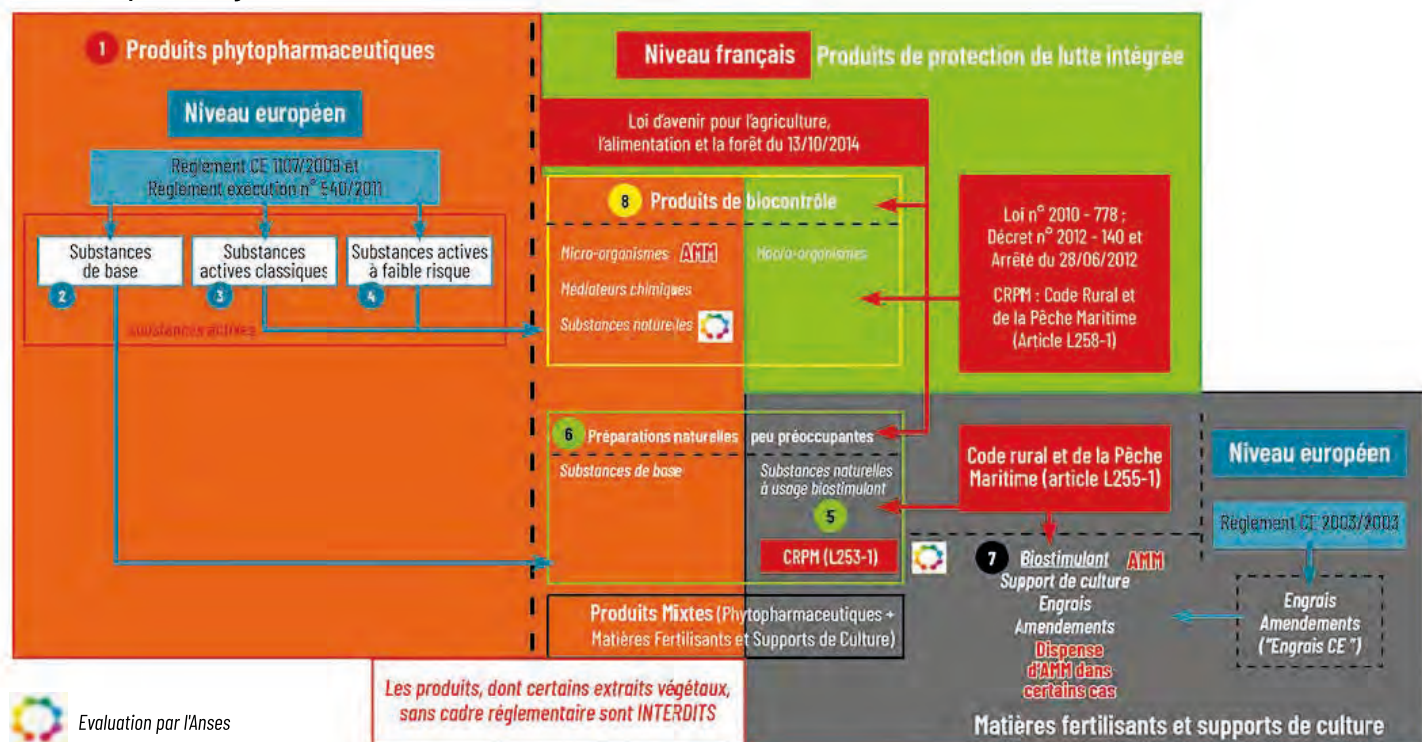 1 Produits phytopharmaceutiques
Niveau européen
Règlement CE 1107/2009 et
Règlement exécution n° 540/2011
Substances
de base
2
Substances
actives classiques
3
Substances actives
à faible risque
4
Substances actives
Niveau français
Produits de protection de lutte intégrée
Loi d'avenir pour l'agriculture,
l'alimentation et la forêt du 13/10/2014
8 Produits de biocontrôle
Micro-organismes AMM
Médiateurs chimiques
Substances naturelles
Macro-organismes
Loi n° 2010 - 778 ;
Décret n° 2012 - 140 et
Arrêté du 28/06/2012
CRPM : Code Rural et
de la Pêche Maritime
(Article L258-1)
6 Préparations naturelles peu préoccupantes
Substances de base
Substances naturelles
à usage biostimulant
5
CRPM (L253-1)
Code rural et de la Pêche
Maritime (article L255-1)
Niveau européen
Règlement CE 2003/2003
7 Biostimulant AMM
Support de culture
Engrais
Amendements
Dispense
d'AMM dans
certains cas
Engrais
Amendements
("Engrais CE ")
Produits Mixtes (Phytopharmaceutiques +
Matières Fertilisants et Supports de Culture)
Les produits, dont certains extraits végétaux,
sans cadre réglementaire sont INTERDITS
Evaluation par l'Anses
Matières fertilisants et supports de culture